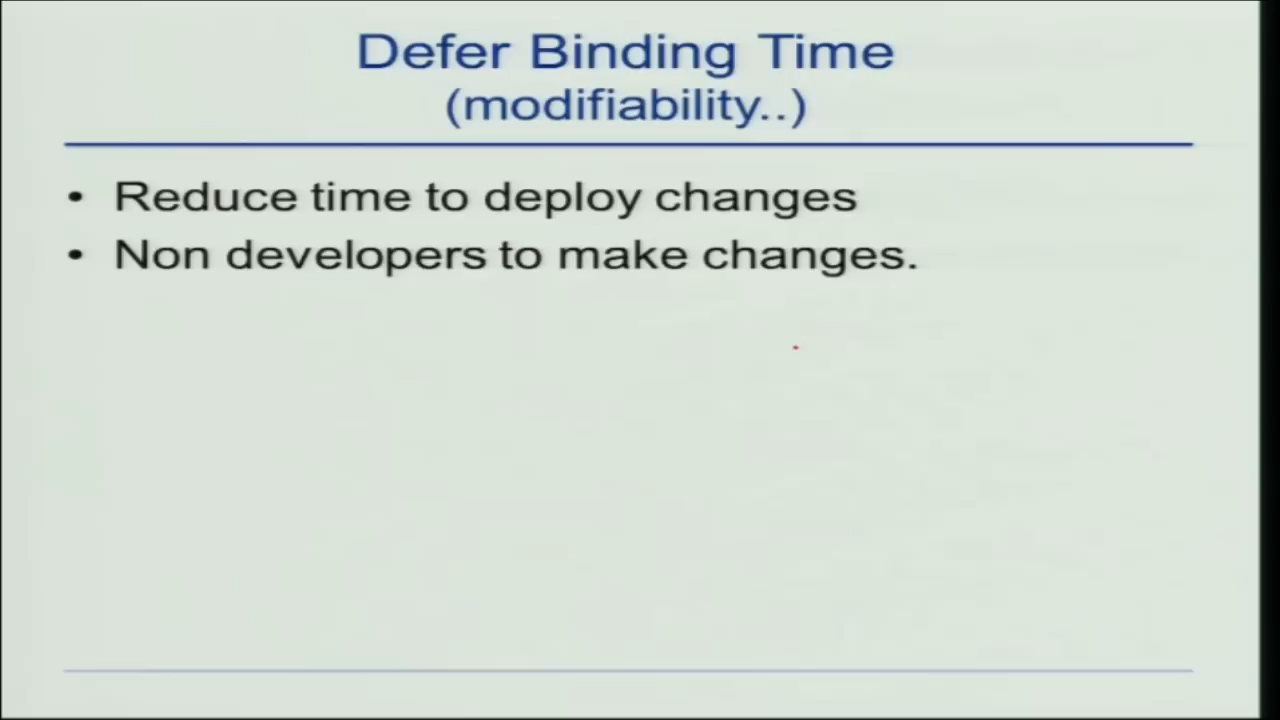 Defer Binding Time
(modifiability..)
• Reduce time to deploy changes
• Non developers to make changes.